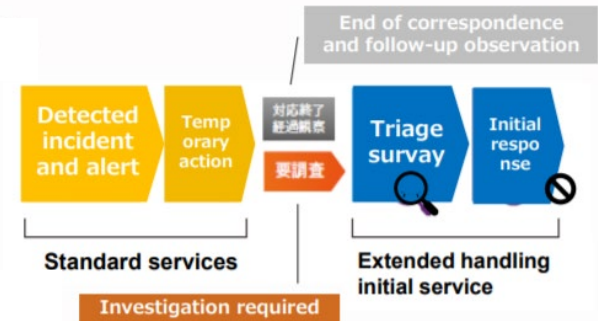 End of correspondence
and follow-up observation
Detected
incident
and alert
Temp
orary
action
対応終了
経過観察
要調査
Triage
survay
Initial
respo
nse
Standard services
Extended handling
initial service
Investigation required